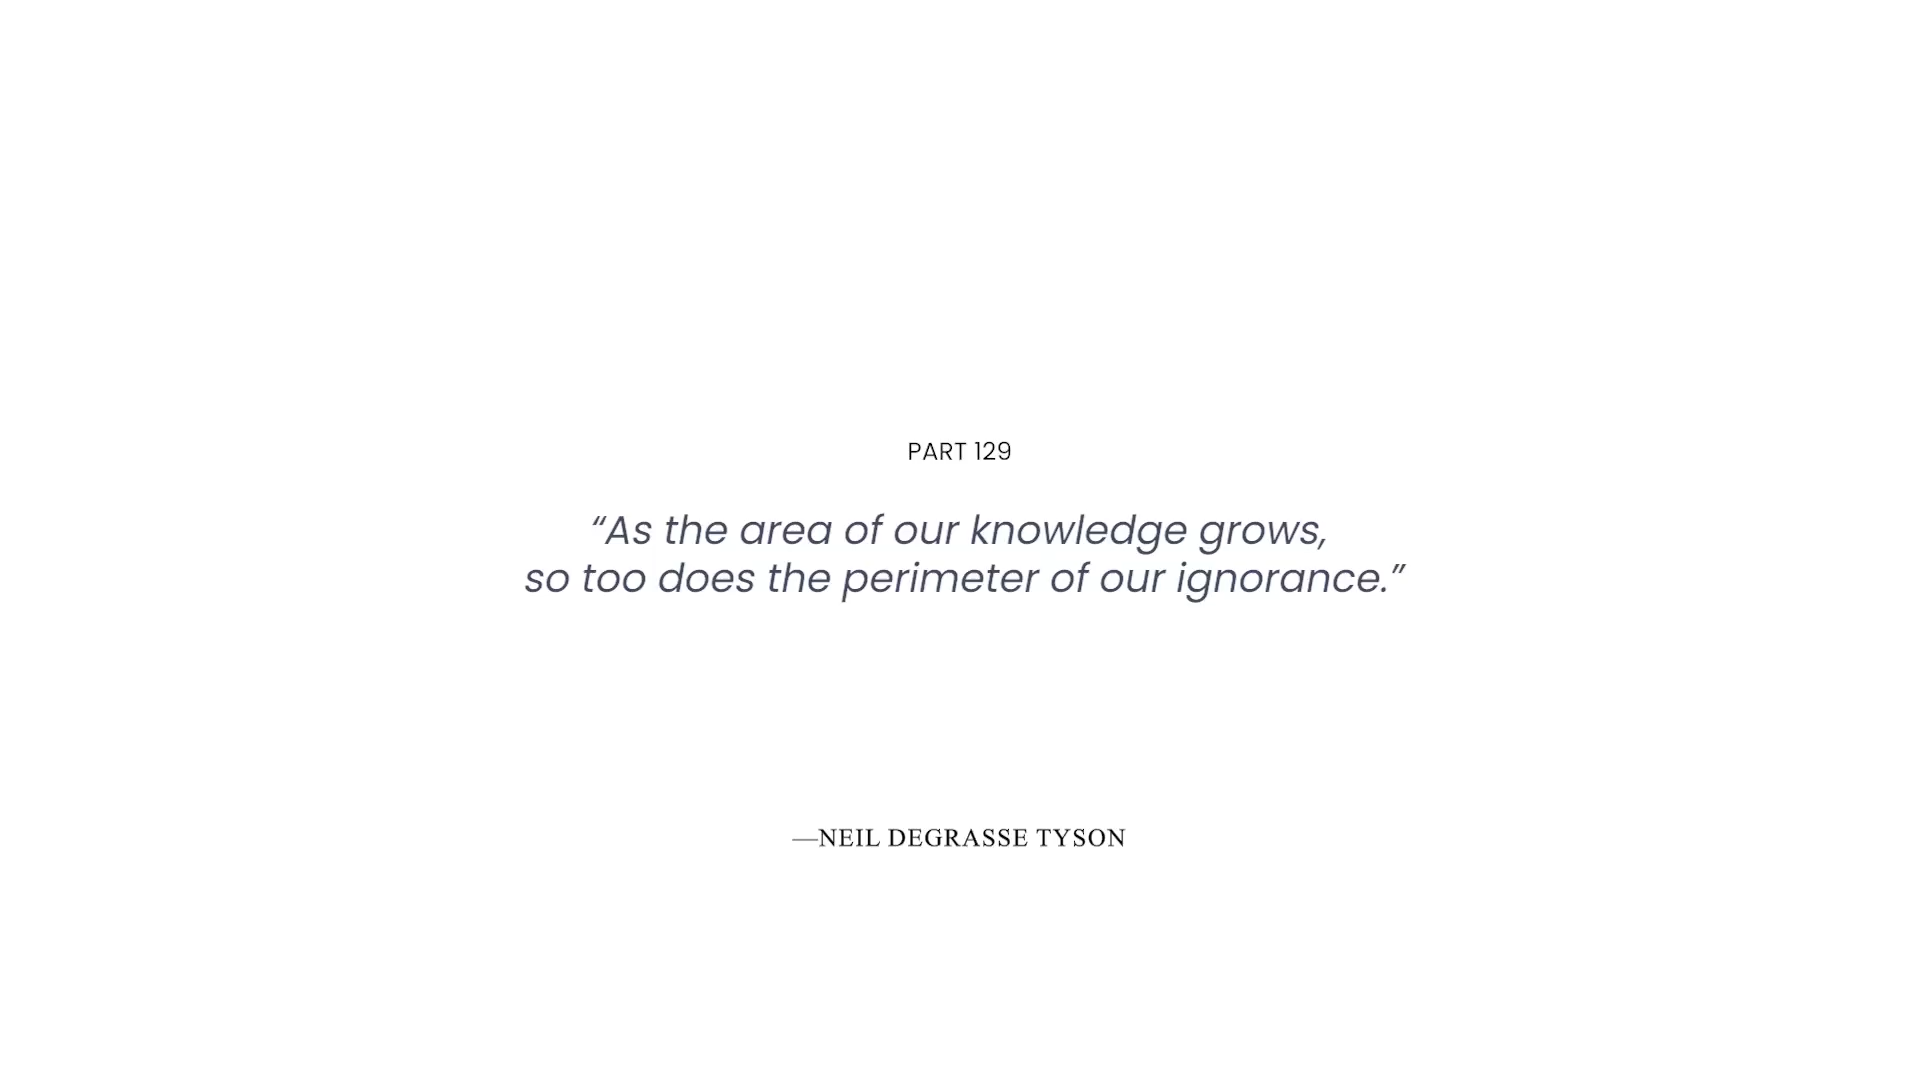 PART 129
“As the area of our knowledge grows,
so too does the perimeter of our ignorance.”
—NEIL DEGRASSE TYSON